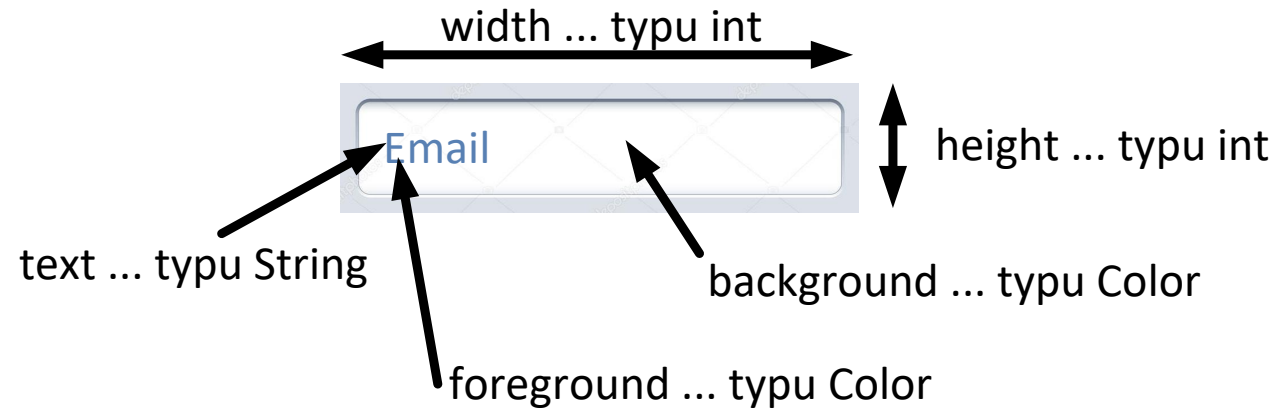 width ... typu int
Email
height ... typu int
text ... typu String
background ... typu Color
foreground ... typu Color